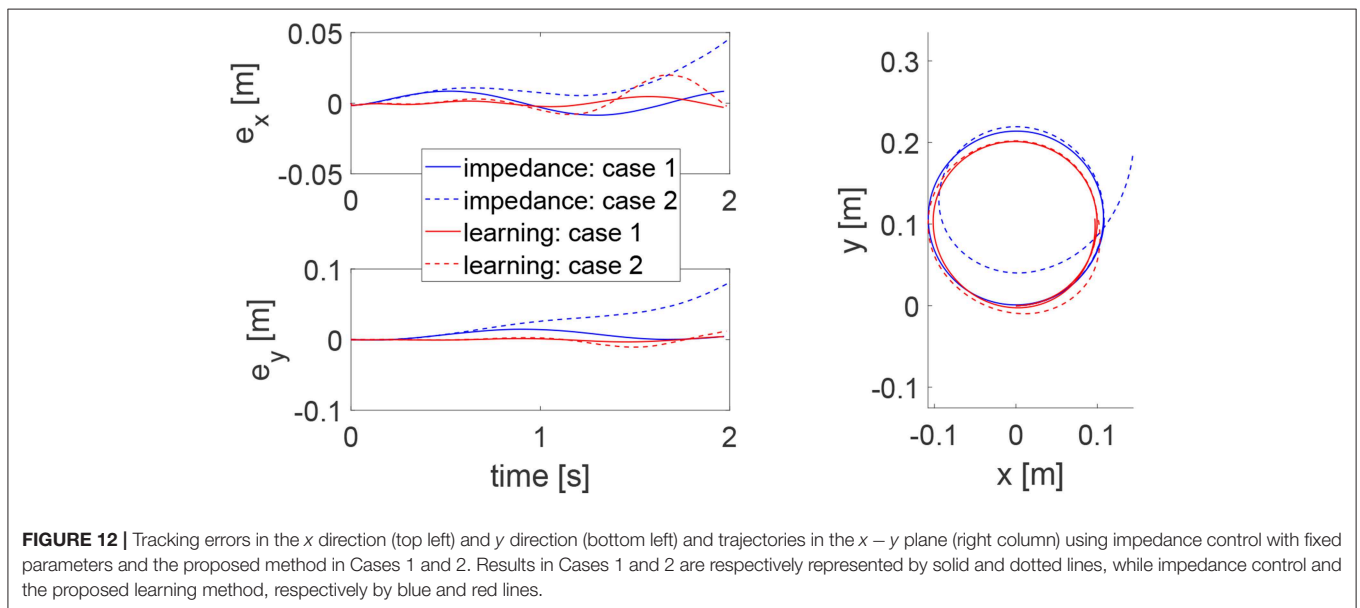 0.05
0
-0.05
e_x [m]
0
2
impedance: case 1
impedance: case 2
learning: case 1
learning: case 2
0.1
0
-0.1
e_y [m]
0
1
2
time [s]
0.3
0.2
0.1
0
-0.1
y [m]
-0.1
0
0.1
x [m]
FIGURE 12 | Tracking errors in the x direction (top left) and y direction (bottom left) and trajectories in the x − y plane (right column) using impedance control with fixed
parameters and the proposed method in Cases 1 and 2. Results in Cases 1 and 2 are respectively represented by solid and dotted lines, while impedance control and
the proposed learning method, respectively by blue and red lines.